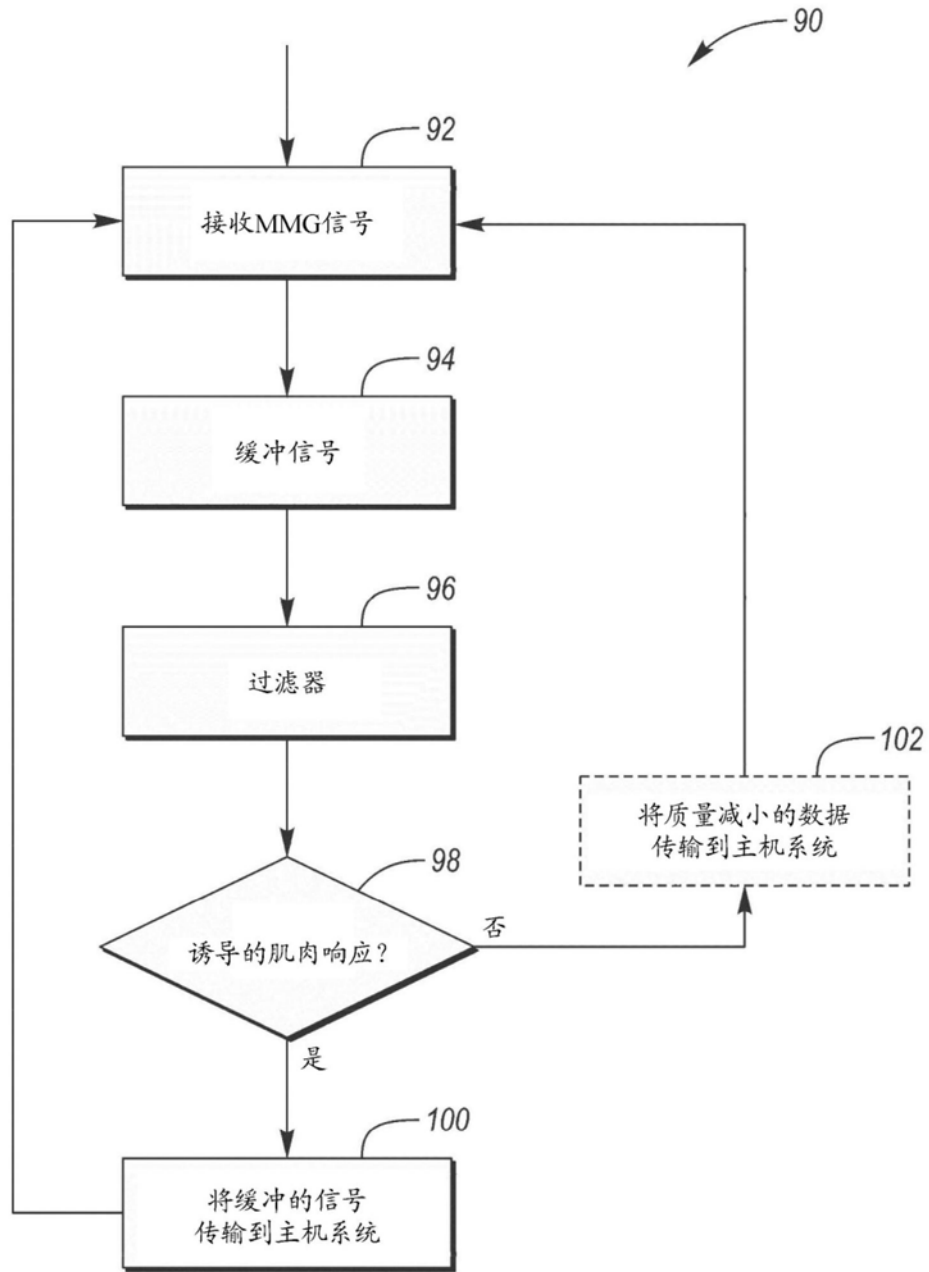 90
92
接收MMG信号
94
缓冲信号
96
过滤器
102
将质量减小的数据
传输到主机系统
98
诱导的肌肉响应?
否
是
100
将缓冲的信号
传输到主机系统